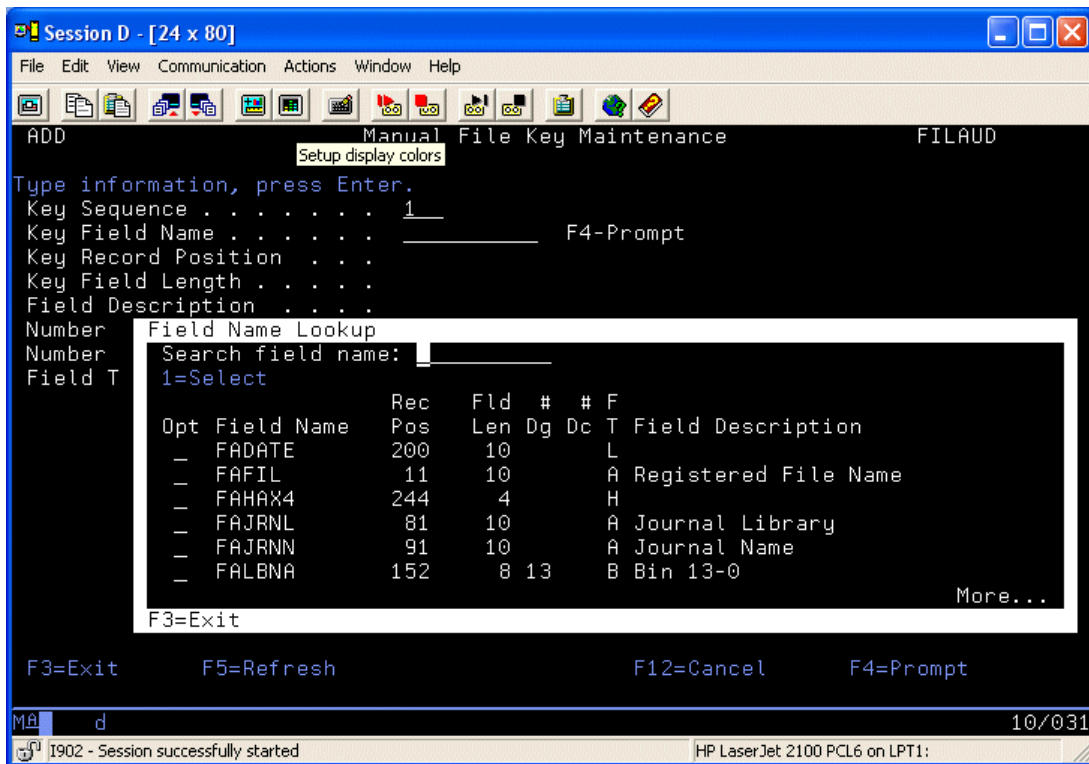 Session D - [24 x 80]
File Edit View Communication Actions Window Help
ADD Manual File Key Maintenance FILAUD
Setup display colors
Type information, press Enter.
Key Sequence . . . . . . . 1
Key Field Name . . . . . . F4-Prompt
Key Record Position . . .
Key Field Length . . . . .
Field Description . . . .
Number
Number
Field T
Field Name Lookup
Search field name:
1=Select
Rec Fld # # F
Opt Field Name Pos Len Dg Dc T Field Description
_ FADATE 200 10 L
_ FAFIL 11 10 A Registered File Name
_ FAHAX4 244 4 H
_ FAJRNL 81 10 A Journal Library
_ FAJRNN 91 10 A Journal Name
_ FALBNA 152 8 13 B Bin 13-0
More...
F3=Exit
F3=Exit F5=Refresh F12=Cancel F4=Prompt
MA d 10/031
I902 - Session successfully started HP LaserJet 2100 PCL6 on LPT1: